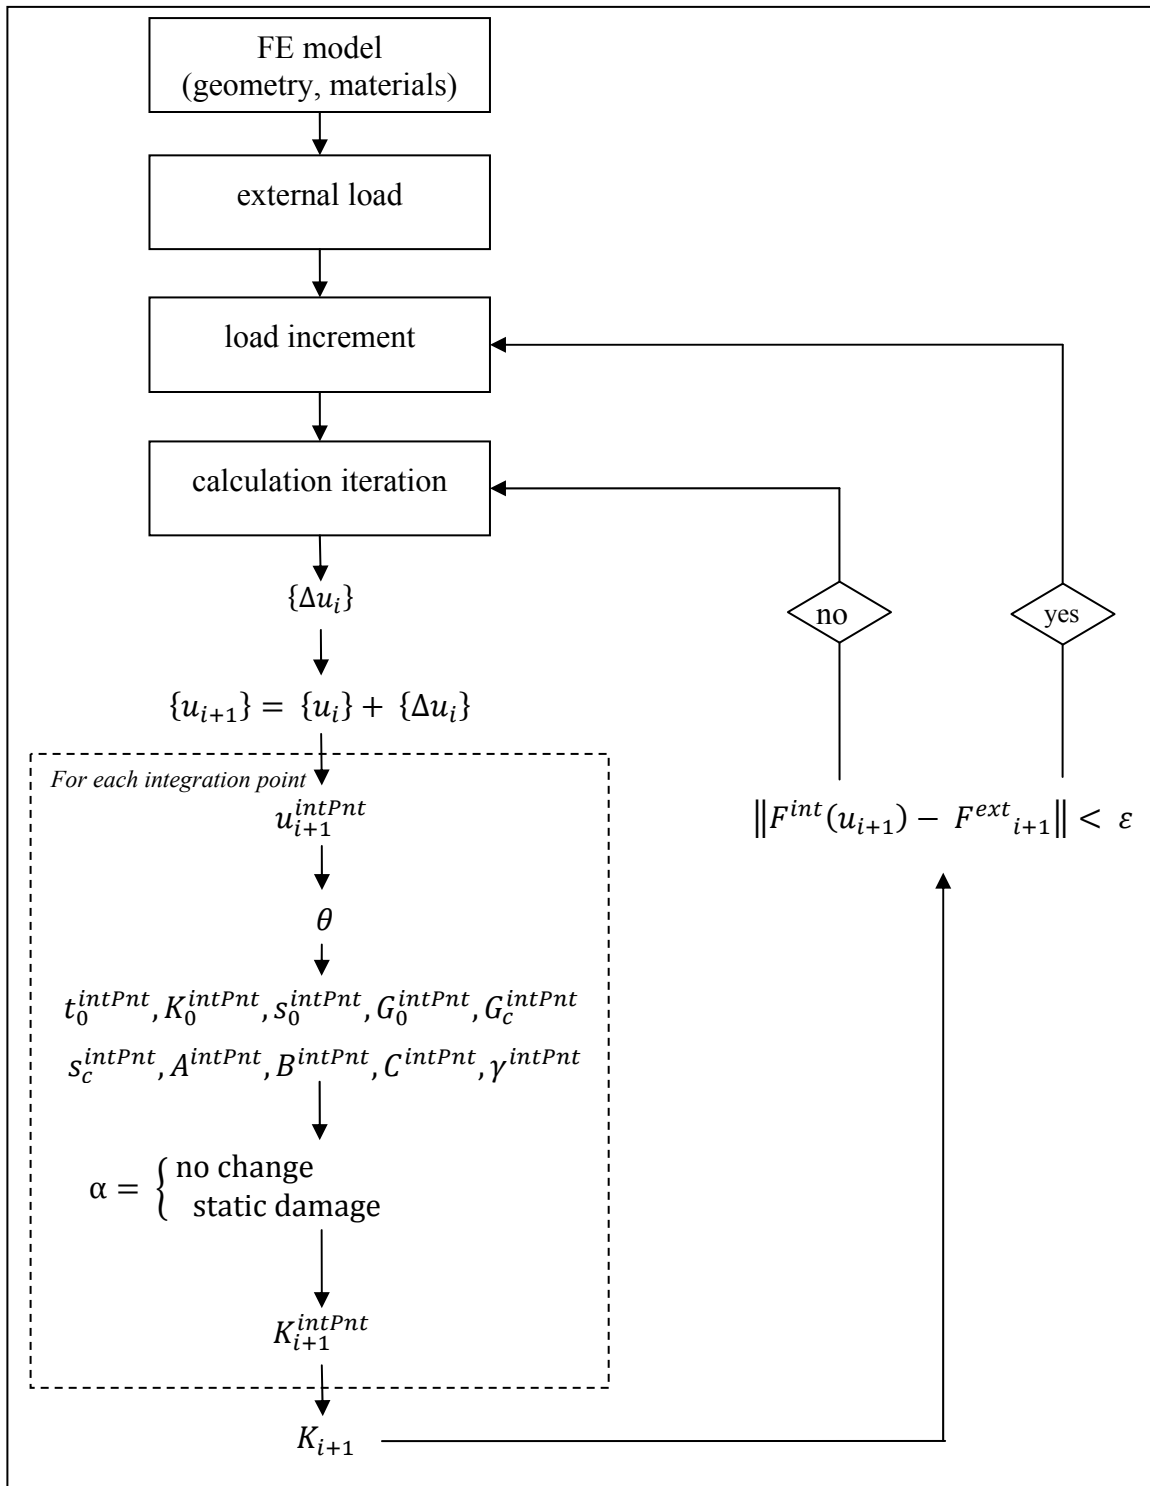 FE model
(geometry, materials)
external load
load increment
calculation iteration
{Δu_i}
no
yes
{u_{i+1}} = {u_i} + {Δu_i}
For each integration point
u_{i+1}^{intPnt}
‖F^{int}(u_{i+1}) − F^{ext}_{i+1}‖ < ε
θ
t_0^{intPnt}, K_0^{intPnt}, s_0^{intPnt}, G_0^{intPnt}, G_c^{intPnt}
s_c^{intPnt}, A^{intPnt}, B^{intPnt}, C^{intPnt}, γ^{intPnt}
α = { no change
static damage
K_{i+1}^{intPnt}
K_{i+1}